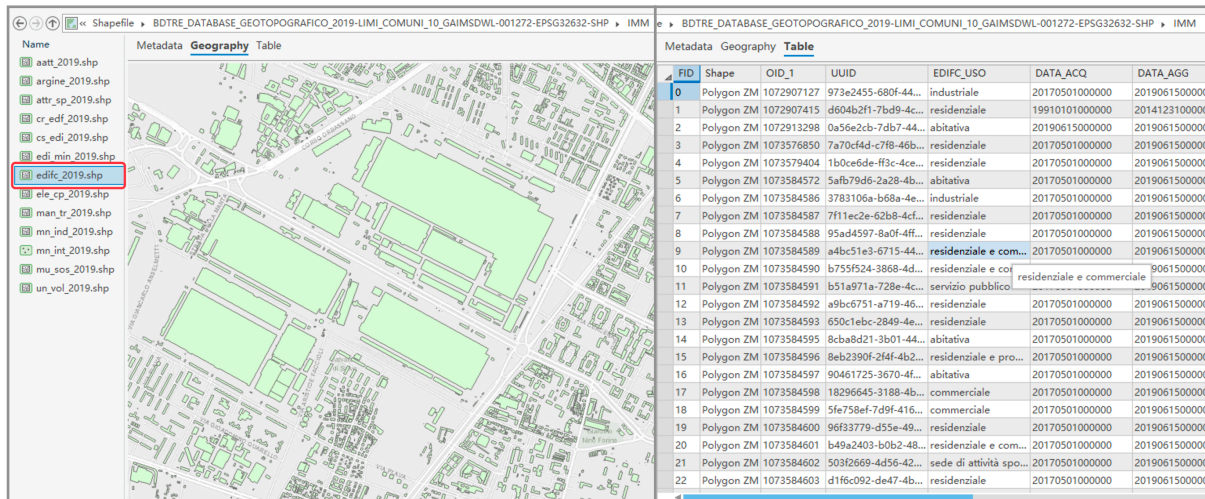 « Shapefile ▸ BDTRE_DATABASE_GEOTOPOGRAFICO_2019-LIMI_COMUNI_10_GAIMSDWL-001272-EPSG32632-SHP ▸ IMM
Name
aatt_2019.shp
argine_2019.shp
attr_sp_2019.shp
cr_edf_2019.shp
cs_edi_2019.shp
edi_min_2019.shp
edifc_2019.shp
ele_cp_2019.shp
man_tr_2019.shp
mn_ind_2019.shp
mn_int_2019.shp
mu_sos_2019.shp
un_vol_2019.shp
Metadata Geography Table
CORSO ORBASSANO
VIA PLAVA
e ▸ BDTRE_DATABASE_GEOTOPOGRAFICO_2019-LIMI_COMUNI_10_GAIMSDWL-001272-EPSG32632-SHP ▸ IMM
Metadata Geography Table
FID Shape OID_1 UUID EDIFC_USO DATA_ACQ DATA_AGG
0 Polygon ZM 1072907127 973e2455-680f-44... industriale 20170501000000 2019061500000
1 Polygon ZM 1072907415 d604b2f1-7bd9-4c... residenziale 19910101000000 2014123100000
2 Polygon ZM 1072913298 0a56e2cb-7db7-44... abitativa 20190615000000 2019061500000
3 Polygon ZM 1073576850 7a70cf4d-c7f8-46b... residenziale 20170501000000 2019061500000
4 Polygon ZM 1073579404 1b0ce6de-ff3c-4ce... residenziale 20170501000000 2019061500000
5 Polygon ZM 1073584572 5afb79d6-2a28-4b... abitativa 20170501000000 2019061500000
6 Polygon ZM 1073584586 3783106a-b68a-4e... industriale 20170501000000 2019061500000
7 Polygon ZM 1073584587 7f11ec2e-62b8-4cf... residenziale 20170501000000 2019061500000
8 Polygon ZM 1073584588 95ad4597-8a0f-4ff... residenziale 20170501000000 2019061500000
9 Polygon ZM 1073584589 a4bc51e3-6715-44... residenziale e com... 20170501000000 2019061500000
10 Polygon ZM 1073584590 b755f524-3868-4d... residenziale e co
residenziale e commerciale
11 Polygon ZM 1073584591 b51a971a-728e-4c... servizio pubblico
12 Polygon ZM 1073584592 a9bc6751-a719-46... residenziale 20170501000000 2019061500000
13 Polygon ZM 1073584593 650c1ebc-2849-4e... residenziale 20170501000000 2019061500000
14 Polygon ZM 1073584595 8cba8d21-3b01-44... abitativa 20170501000000 2019061500000
15 Polygon ZM 1073584596 8eb2390f-2f4f-4b2... residenziale e pro... 20170501000000 2019061500000
16 Polygon ZM 1073584597 90461725-3670-4f... abitativa 20170501000000 2019061500000
17 Polygon ZM 1073584598 18296645-3188-4b... commerciale 20170501000000 2019061500000
18 Polygon ZM 1073584599 5fe758ef-7d9f-416... commerciale 20170501000000 2019061500000
19 Polygon ZM 1073584600 96f33779-d55e-49... residenziale 20170501000000 2019061500000
20 Polygon ZM 1073584601 b49a2403-b0b2-48... residenziale e com... 20170501000000 2019061500000
21 Polygon ZM 1073584602 503f2669-4d56-42... sede di attività spo... 20170501000000 2019061500000
22 Polygon ZM 1073584603 d1f6c092-de47-4b... residenziale 20170501000000 2019061500000